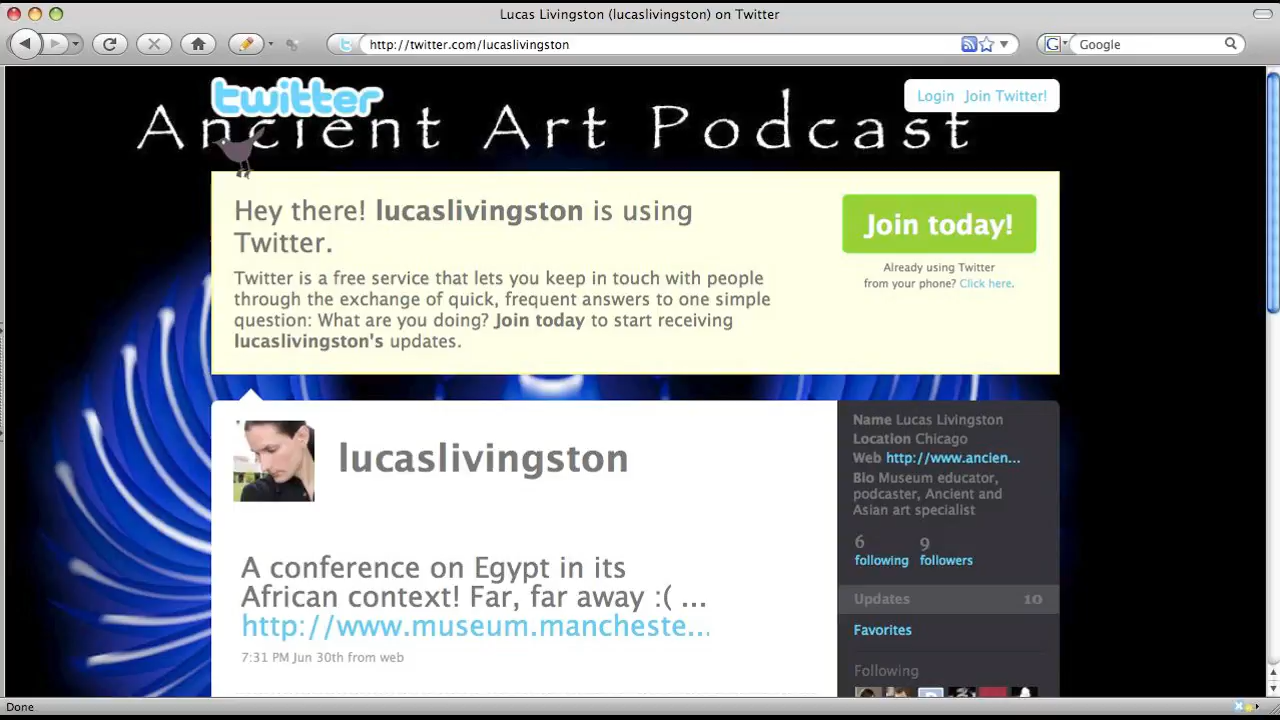 Lucas Livingston (lucaslivingston) on Twitter
http://twitter.com/lucaslivingston
Google
twitter
Login Join Twitter!
Ancient Art Podcast
Hey there! lucaslivingston is using
Twitter.
Twitter is a free service that lets you keep in touch with people
through the exchange of quick, frequent answers to one simple
question: What are you doing? Join today to start receiving
lucaslivingston's updates.
Join today!
Already using Twitter
from your phone? Click here.
lucaslivingston
A conference on Egypt in its
African context! Far, far away :( ...
http://www.museum.mancheste...
7:31 PM Jun 30th from web
Name Lucas Livingston
Location Chicago
Web http://www.ancien...
Bio Museum educator,
podcaster, Ancient and
Asian art specialist
6 9
following followers
Updates 10
Favorites
Following
Done